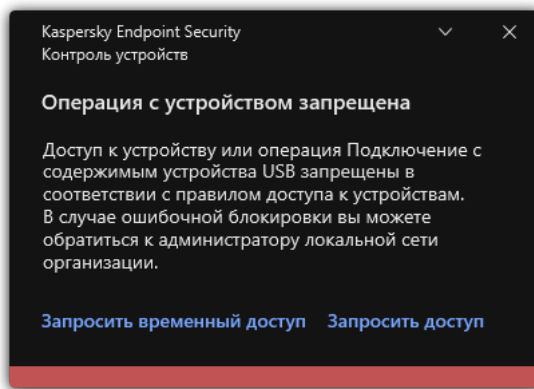 Kaspersky Endpoint Security
Контроль устройств
Операция с устройством запрещена
Доступ к устройству или операция Подключение с
содержимым устройства USB запрещены в
соответствии с правилом доступа к устройствам.
В случае ошибочной блокировки вы можете
обратиться к администратору локальной сети
организации.
Запросить временный доступ Запросить доступ